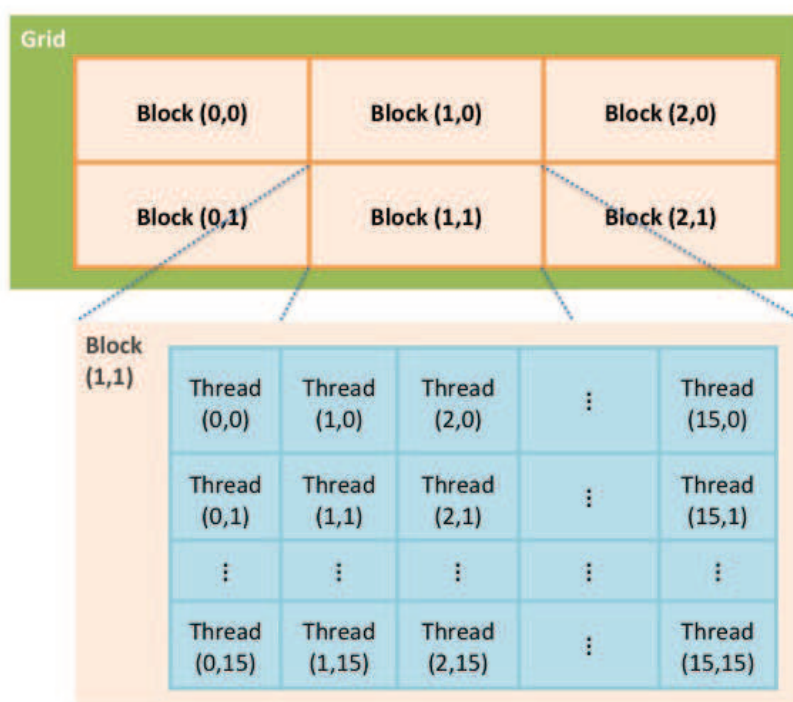 Grid
Block (0,0) Block (1,0) Block (2,0)
Block (0,1) Block (1,1) Block (2,1)
Block
(1,1)
Thread Thread Thread ⋮ Thread
(0,0) (1,0) (2,0) (15,0)
Thread Thread Thread ⋮ Thread
(0,1) (1,1) (2,1) (15,1)
⋮ ⋮ ⋮ ⋮ ⋮
Thread Thread Thread ⋮ Thread
(0,15) (1,15) (2,15) (15,15)